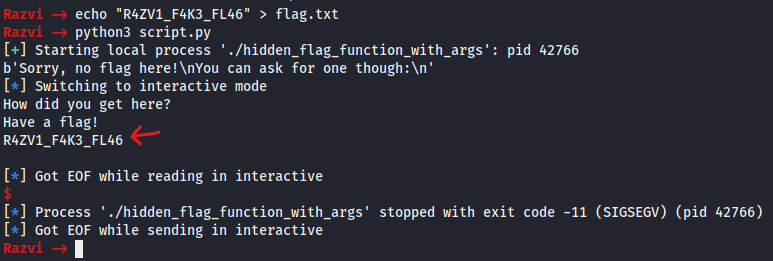 Razvi -> echo "R4ZV1_F4K3_FL46" > flag.txt
Razvi -> python3 script.py
[+] Starting local process './hidden_flag_function_with_args': pid 42766
b'Sorry, no flag here!\nYou can ask for one though:\n'
[*] Switching to interactive mode
How did you get here?
Have a flag!
R4ZV1_F4K3_FL46
[*] Got EOF while reading in interactive
$
[*] Process './hidden_flag_function_with_args' stopped with exit code -11 (SIGSEGV) (pid 42766)
[*] Got EOF while sending in interactive
Razvi ->